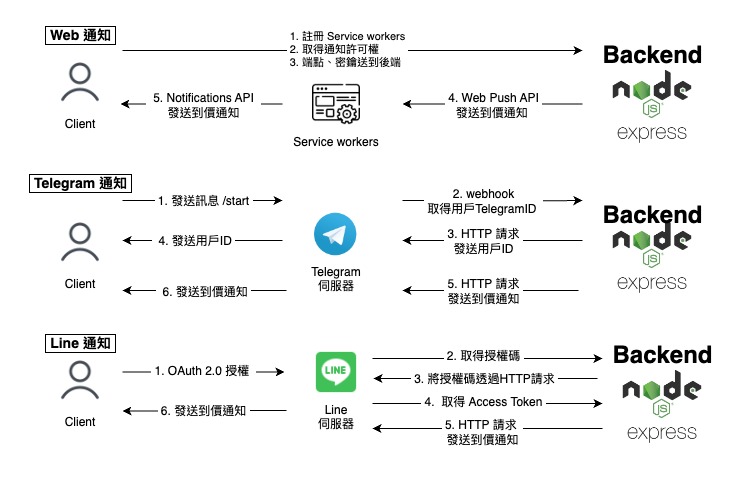 Web 通知
1. 註冊 Service workers
2. 取得通知許可權
3. 端點、密鑰送到後端
Backend
node
JS
express
Client
5. Notifications API
發送到價通知
4. Web Push API
發送到價通知
Service workers
Telegram 通知
1. 發送訊息 /start
2. webhook
取得用戶TelegramID
Backend
node
JS
express
4. 發送用戶ID
3. HTTP 請求
發送用戶ID
Client
Telegram
伺服器
6. 發送到價通知
5. HTTP 請求
發送到價通知
Line 通知
1. OAuth 2.0 授權
LINE
2. 取得授權碼
Backend
node
JS
express
3. 將授權碼透過HTTP請求
4. 取得 Access Token
6. 發送到價通知
Client
Line
伺服器
5. HTTP 請求
發送到價通知